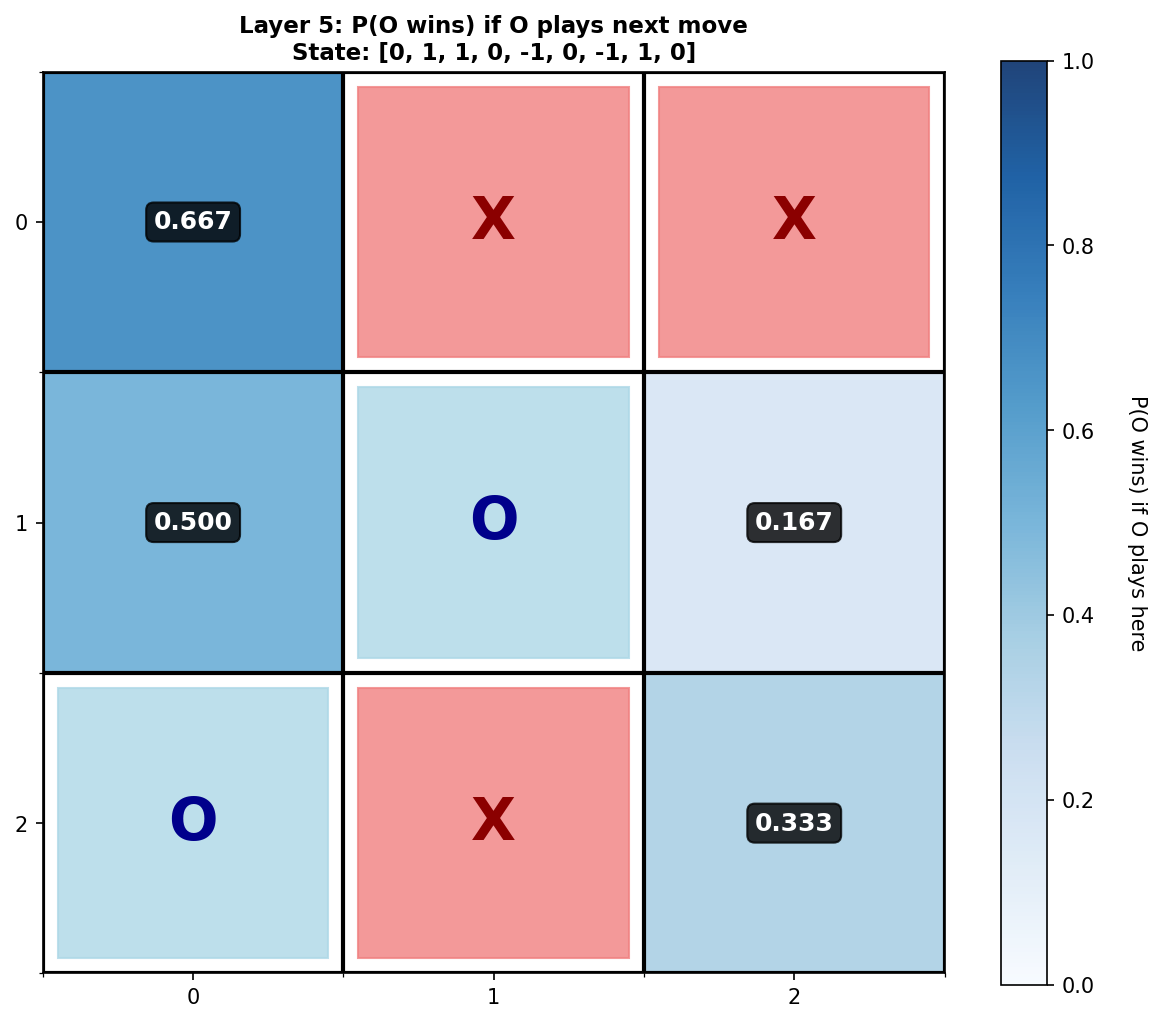 Layer 5: P(O wins) if O plays next move
State: [0, 1, 1, 0, -1, 0, -1, 1, 0]
0
0.667
X
X
1
0.500
O
0.167
2
O
X
0.333
0
1
2
1.0
0.8
0.6
0.4
0.2
0.0
P(O wins) if O plays here